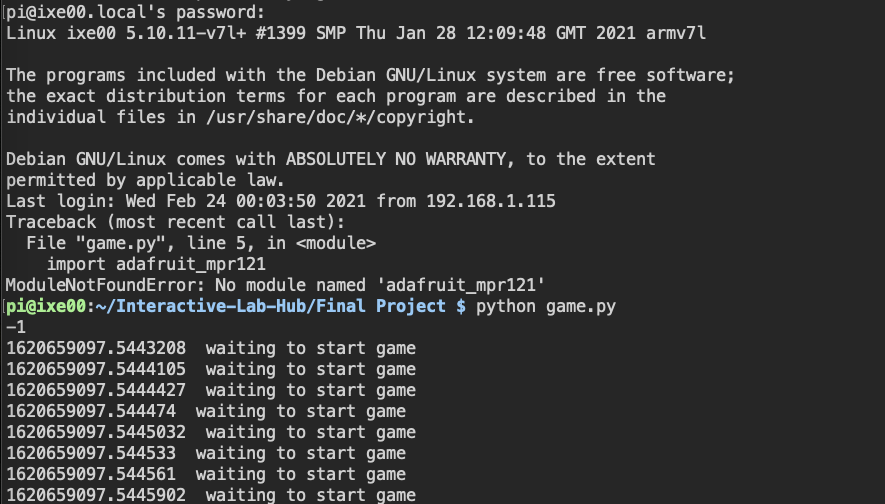 [pi@ixe00.local's password:
Linux ixe00 5.10.11-v7l+ #1399 SMP Thu Jan 28 12:09:48 GMT 2021 armv7l
The programs included with the Debian GNU/Linux system are free software;
the exact distribution terms for each program are described in the
individual files in /usr/share/doc/*/copyright.
Debian GNU/Linux comes with ABSOLUTELY NO WARRANTY, to the extent
permitted by applicable law.
Last login: Wed Feb 24 00:03:50 2021 from 192.168.1.115
Traceback (most recent call last):
  File "game.py", line 5, in <module>
    import adafruit_mpr121
ModuleNotFoundError: No module named 'adafruit_mpr121'
[pi@ixe00:~/Interactive-Lab-Hub/Final Project $ python game.py
-1
1620659097.5443208  waiting to start game
1620659097.5444105  waiting to start game
1620659097.5444427  waiting to start game
1620659097.544474  waiting to start game
1620659097.5445032  waiting to start game
1620659097.544533  waiting to start game
1620659097.544561  waiting to start game
1620659097.5445902  waiting to start game